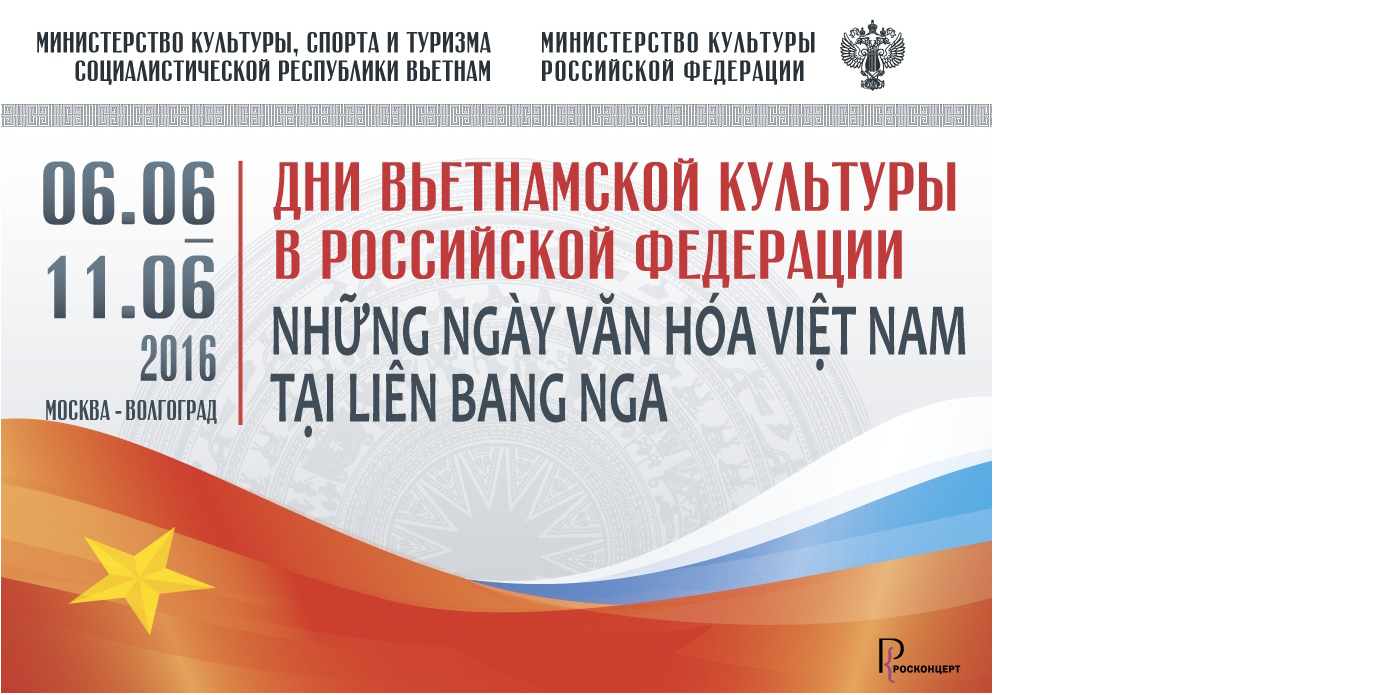 МИНИСТЕРСТВО КУЛЬТУРЫ, СПОРТА И ТУРИЗМА
СОЦИАЛИСТИЧЕСКОЙ РЕСПУБЛИКИ ВЬЕТНАМ
МИНИСТЕРСТВО КУЛЬТУРЫ
РОССИЙСКОЙ ФЕДЕРАЦИИ
06.06
–
11.06
2016
МОСКВА - ВОЛГОГРАД
ДНИ ВЬЕТНАМСКОЙ КУЛЬТУРЫ
В РОССИЙСКОЙ ФЕДЕРАЦИИ
NHỮNG NGÀY VĂN HÓA VIỆT NAM
TẠI LIÊN BANG NGA
РОСКОНЦЕРТ